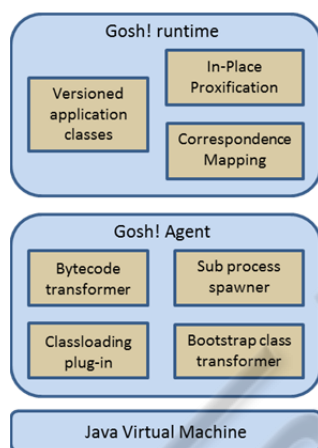 Gosh! runtime
Versioned
application
classes
In-Place
Proxification
Correspondence
Mapping
Gosh! Agent
Bytecode
transformer
Sub process
spawner
Classloading
plug-in
Bootstrap class
transformer
Java Virtual Machine